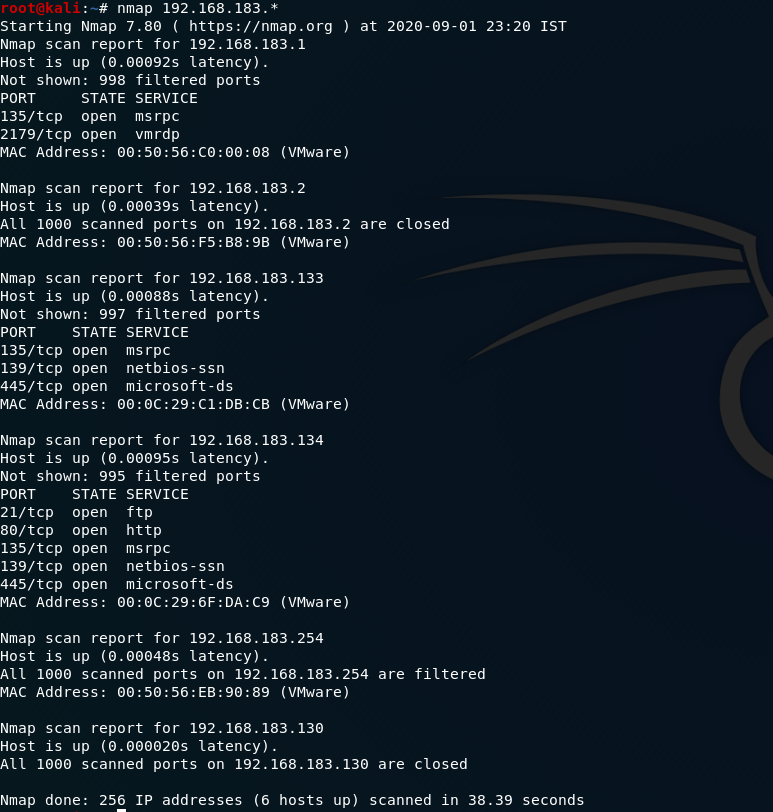 root@kali:~# nmap 192.168.183.*
Starting Nmap 7.80 ( https://nmap.org ) at 2020-09-01 23:20 IST
Nmap scan report for 192.168.183.1
Host is up (0.00092s latency).
Not shown: 998 filtered ports
PORT     STATE SERVICE
135/tcp  open  msrpc
2179/tcp open  vmrdp
MAC Address: 00:50:56:C0:00:08 (VMware)

Nmap scan report for 192.168.183.2
Host is up (0.00039s latency).
All 1000 scanned ports on 192.168.183.2 are closed
MAC Address: 00:50:56:F5:B8:9B (VMware)

Nmap scan report for 192.168.183.133
Host is up (0.00088s latency).
Not shown: 997 filtered ports
PORT    STATE SERVICE
135/tcp open  msrpc
139/tcp open  netbios-ssn
445/tcp open  microsoft-ds
MAC Address: 00:0C:29:C1:DB:CB (VMware)

Nmap scan report for 192.168.183.134
Host is up (0.00095s latency).
Not shown: 995 filtered ports
PORT    STATE SERVICE
21/tcp  open  ftp
80/tcp  open  http
135/tcp open  msrpc
139/tcp open  netbios-ssn
445/tcp open  microsoft-ds
MAC Address: 00:0C:29:6F:DA:C9 (VMware)

Nmap scan report for 192.168.183.254
Host is up (0.00048s latency).
All 1000 scanned ports on 192.168.183.254 are filtered
MAC Address: 00:50:56:EB:90:89 (VMware)

Nmap scan report for 192.168.183.130
Host is up (0.000020s latency).
All 1000 scanned ports on 192.168.183.130 are closed

Nmap done: 256 IP addresses (6 hosts up) scanned in 38.39 seconds